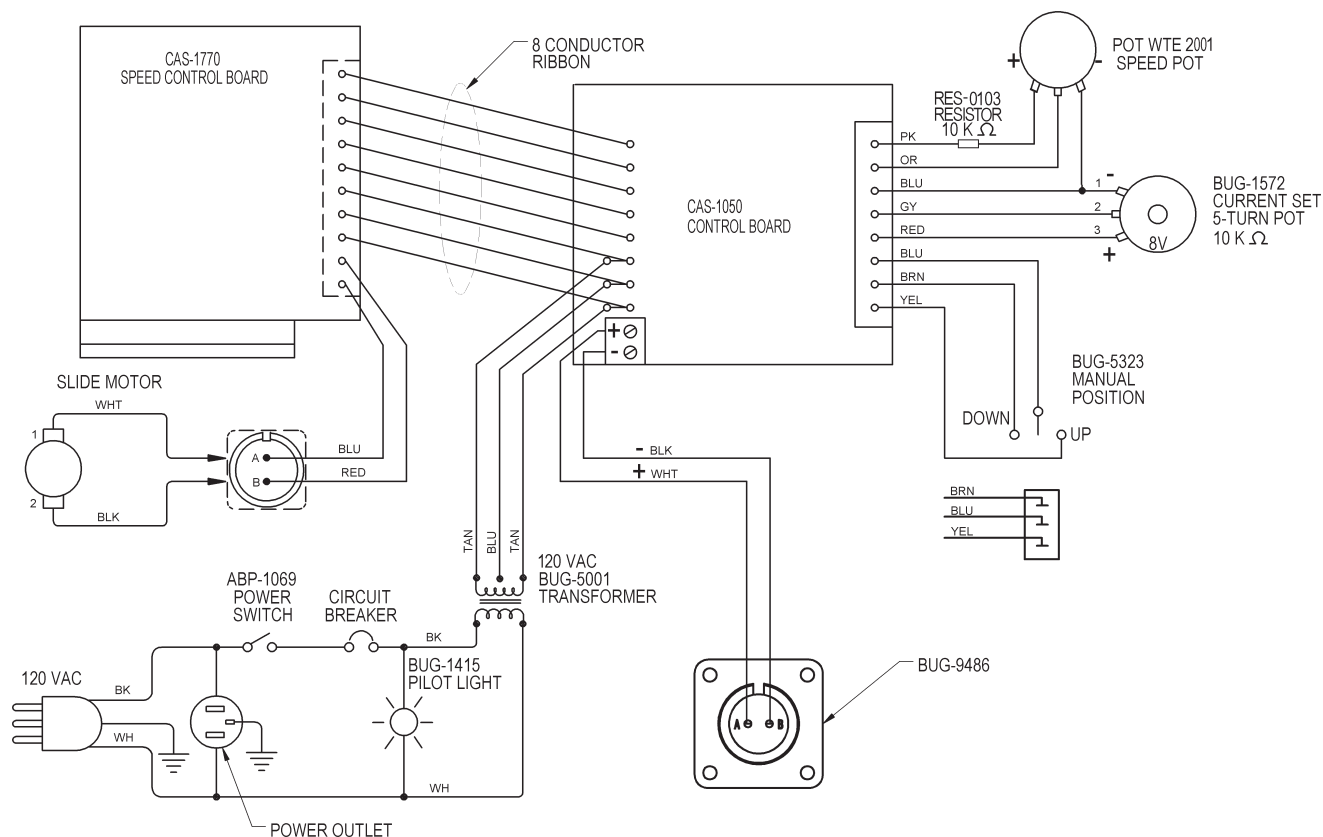 CAS-1770
SPEED CONTROL BOARD
8 CONDUCTOR
RIBBON
POT WTE 2001
SPEED POT
+
-
RES-0103
RESISTOR
10 K Ω
PK
OR
BLU
GY
RED
BLU
BRN
YEL
1
2
3
-
+
8V
BUG-1572
CURRENT SET
5-TURN POT
10 K Ω
CAS-1050
CONTROL BOARD
+
-
BUG-5323
MANUAL
POSITION
DOWN
UP
SLIDE MOTOR
WHT
1
2
BLK
A
B
BLU
RED
- BLK
+ WHT
BRN
BLU
YEL
TAN
BLU
TAN
120 VAC
BUG-5001
TRANSFORMER
ABP-1069
POWER
SWITCH
CIRCUIT
BREAKER
BK
BUG-1415
PILOT LIGHT
120 VAC
BK
WH
WH
POWER OUTLET
BUG-9486
A
B